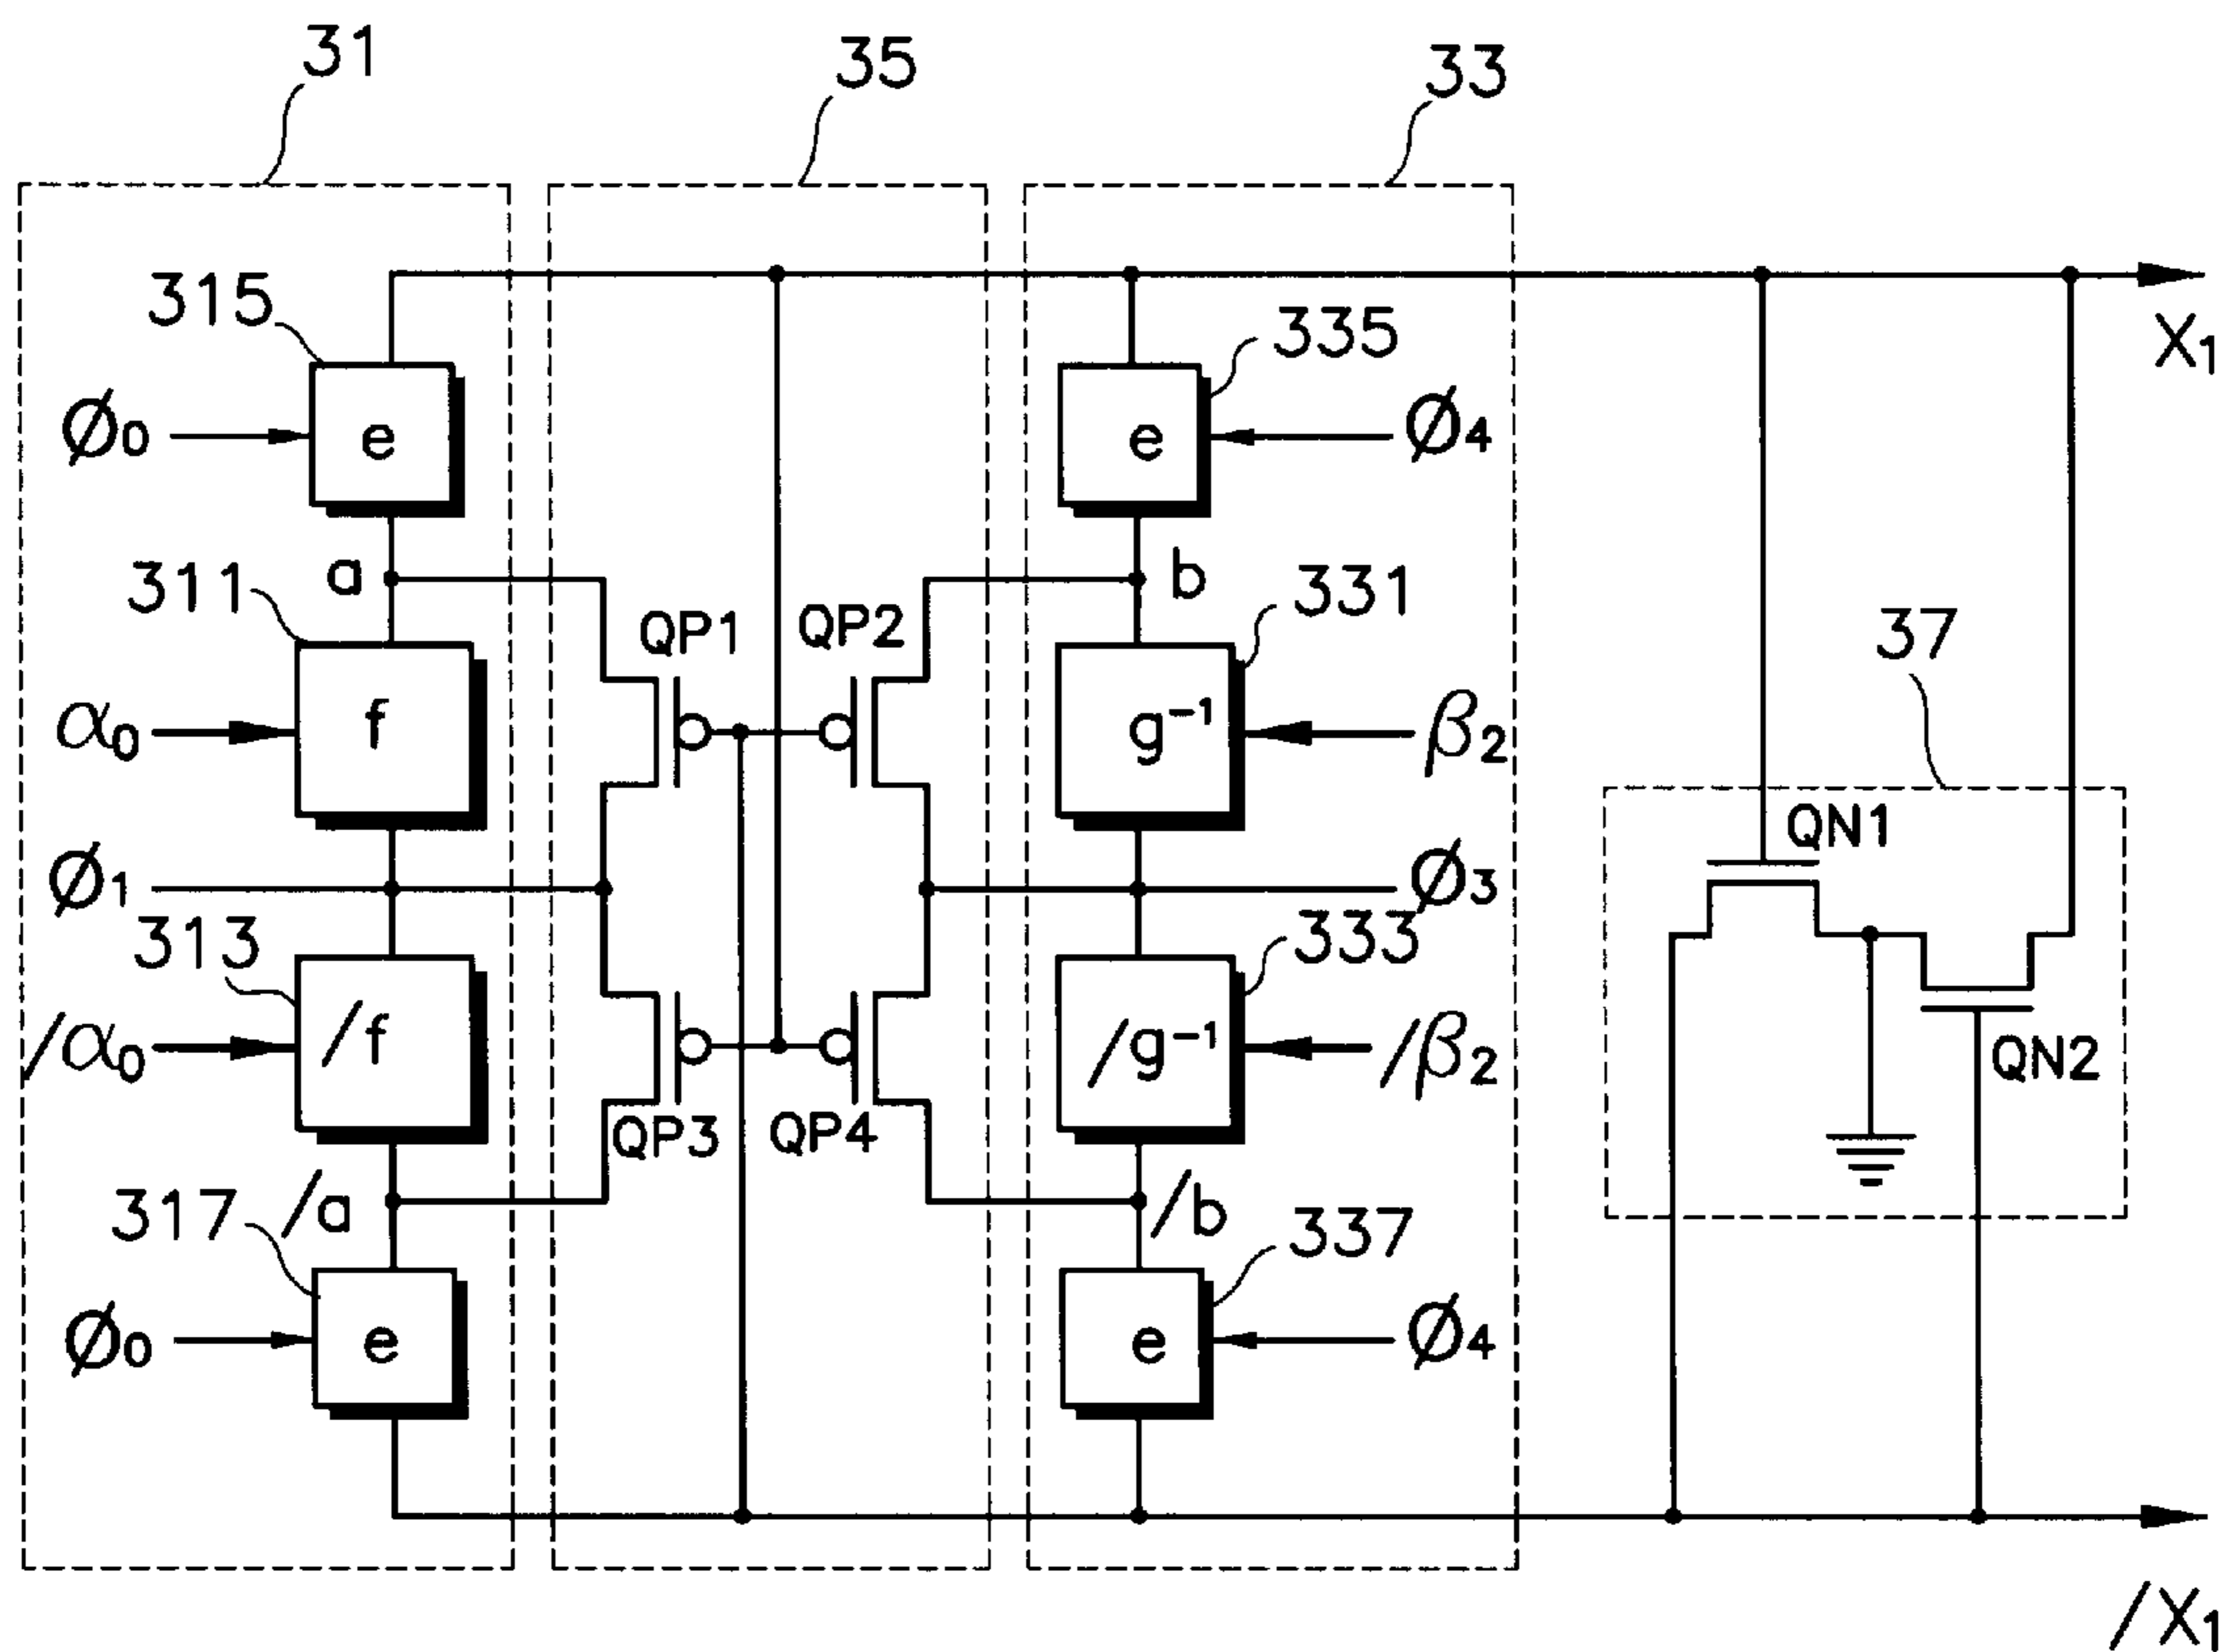 31
35
33
315
335
X1
Ø0
e
e
Ø4
a
b
311
331
QP1
QP2
37
α0
f
g⁻¹
β2
QN1
Ø1
Ø3
313
333
/α0
/f
/g⁻¹
/β2
QN2
QP3
QP4
317
/a
/b
337
Ø0
e
e
Ø4
/X1